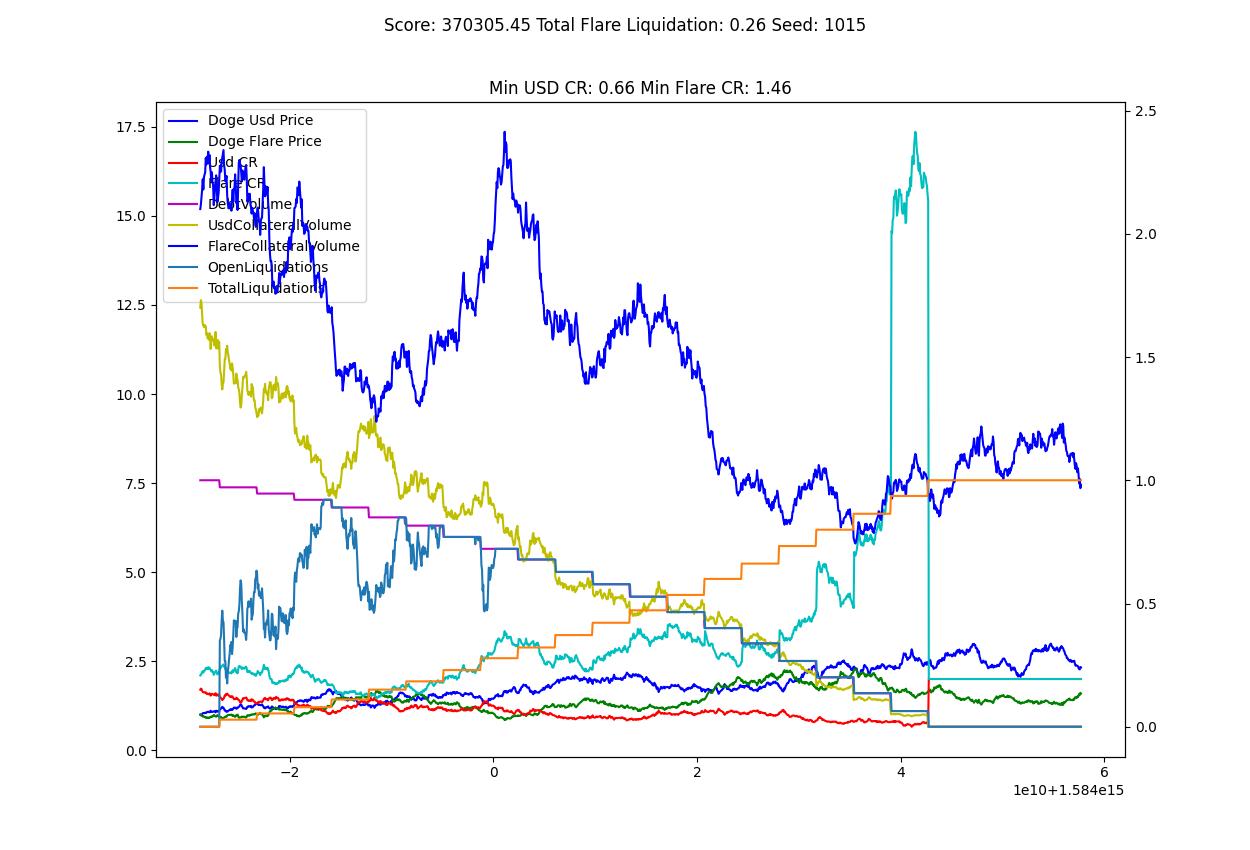 Score: 370305.45 Total Flare Liquidation: 0.26 Seed: 1015
Min USD CR: 0.66 Min Flare CR: 1.46
Doge Usd Price
Doge Flare Price
Usd CR
Flare CR
DebtVolume
UsdCollateralVolume
FlareCollateralVolume
OpenLiquidations
TotalLiquidations
17.5
15.0
12.5
10.0
7.5
5.0
2.5
0.0
2.5
2.0
1.5
1.0
0.5
0.0
−2 0 2 4 6
1e10+1.584e15